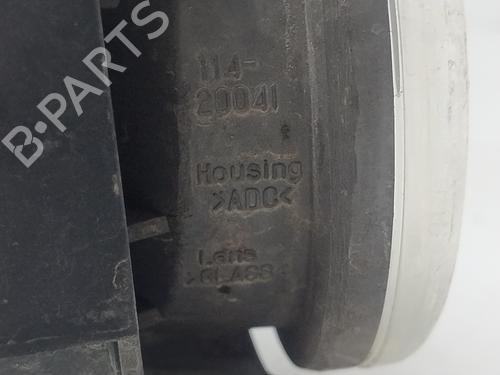 B-PARTS
114-
20041
Housing
>ADC<
Lens
>GLASS<